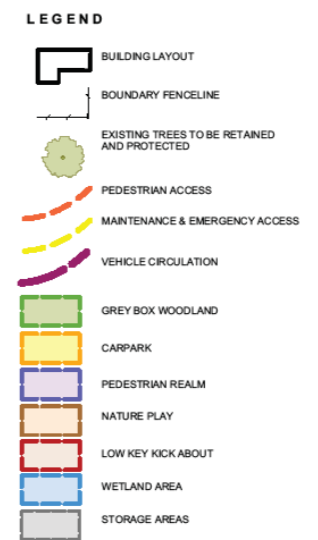 LEGEND
BUILDING LAYOUT
BOUNDARY FENCELINE
EXISTING TREES TO BE RETAINED
AND PROTECTED
PEDESTRIAN ACCESS
MAINTENANCE & EMERGENCY ACCESS
VEHICLE CIRCULATION
GREY BOX WOODLAND
CARPARK
PEDESTRIAN REALM
NATURE PLAY
LOW KEY KICK ABOUT
WETLAND AREA
STORAGE AREAS